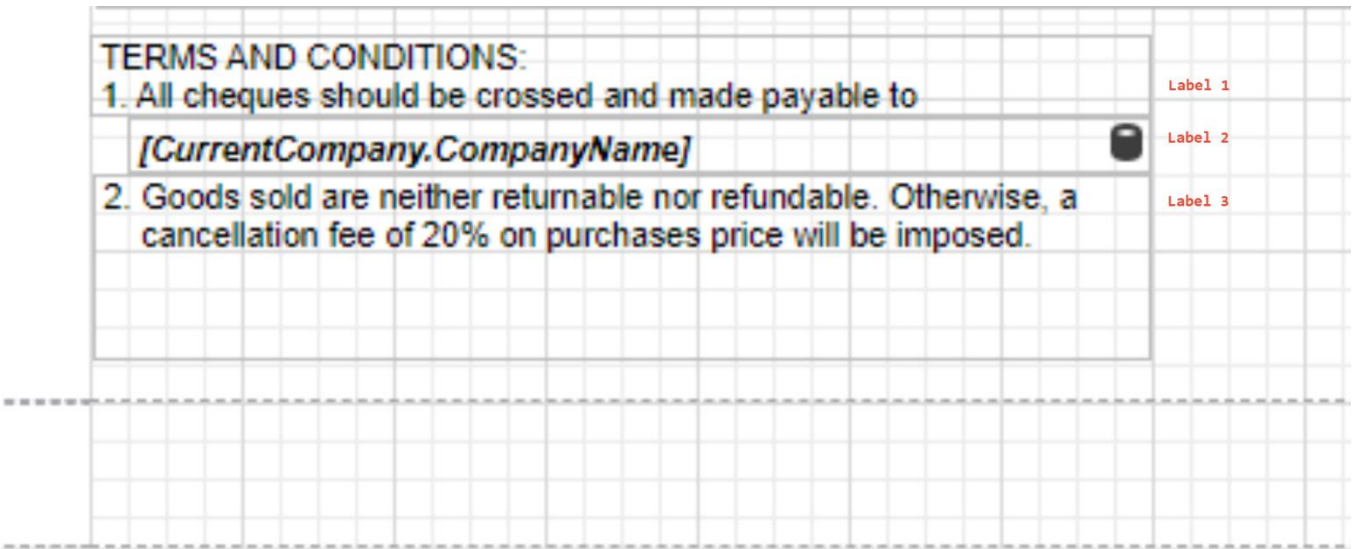 TERMS AND CONDITIONS:
1. All cheques should be crossed and made payable to
Label 1
[CurrentCompany.CompanyName]
Label 2
2. Goods sold are neither returnable nor refundable. Otherwise, a
Label 3
cancellation fee of 20% on purchases price will be imposed.